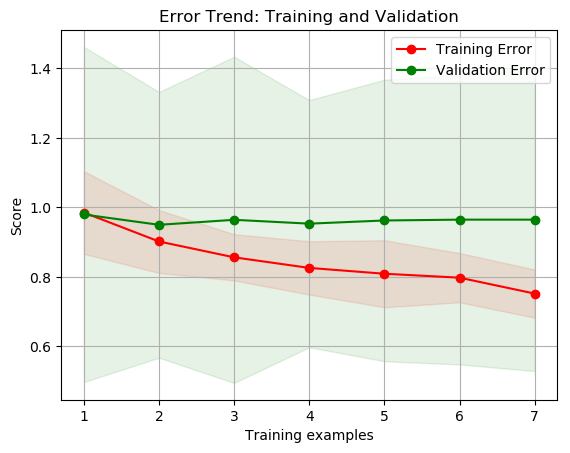 Error Trend: Training and Validation
Training Error
Validation Error
1.4
1.2
1.0
0.8
0.6
Score
1 2 3 4 5 6 7
Training examples